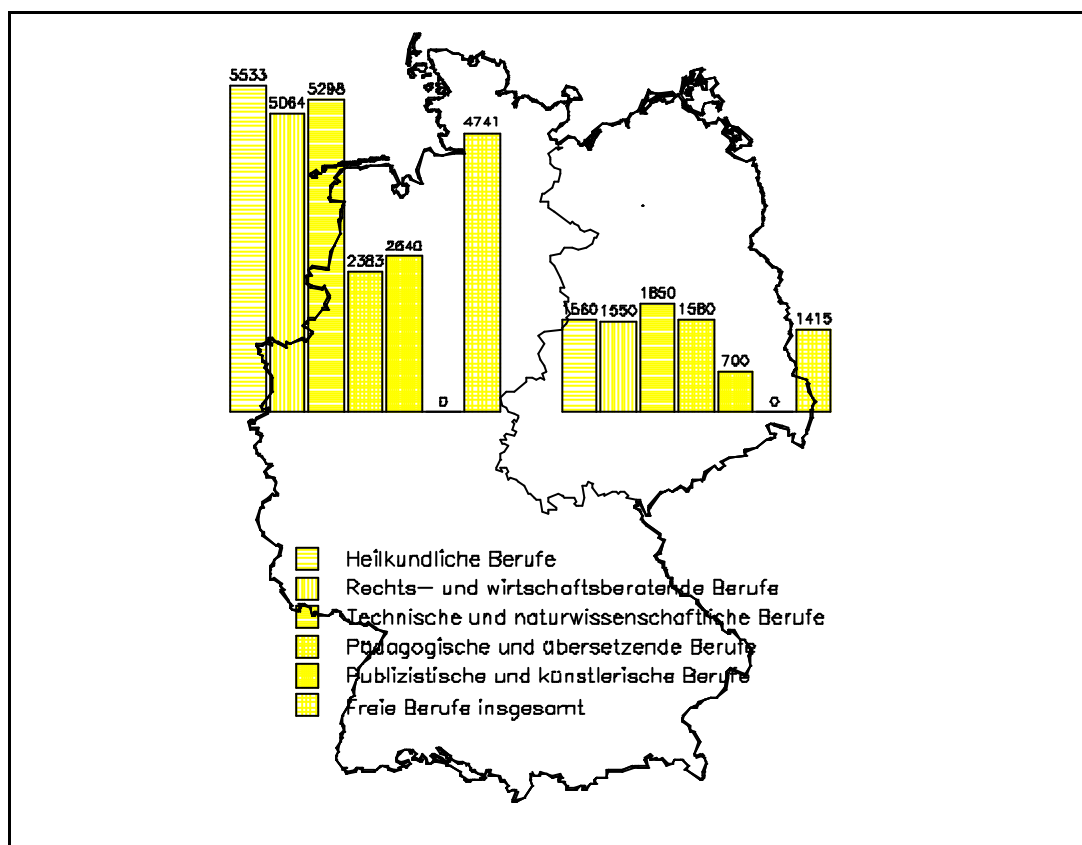 5533
5064
5298
2383
2640
0
4741
560
1550
1850
1580
700
0
1415
Heilkundliche Berufe
Rechts- und wirtschaftsberatende Berufe
Technische und naturwissenschaftliche Berufe
Pädagogische und übersetzende Berufe
Publizistische und künstlerische Berufe
Freie Berufe insgesamt